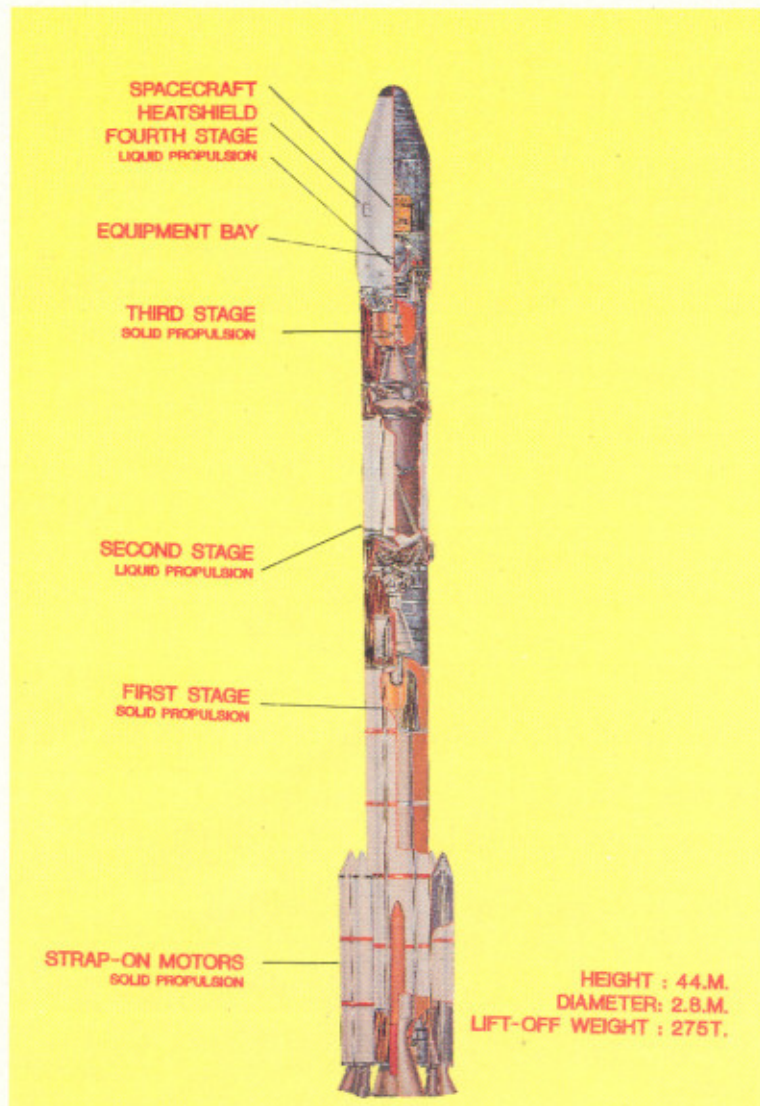 SPACECRAFT
HEATSHIELD
FOURTH STAGE
LIQUID PROPULSION
EQUIPMENT BAY
THIRD STAGE
SOLID PROPULSION
SECOND STAGE
LIQUID PROPULSION
FIRST STAGE
SOLID PROPULSION
STRAP-ON MOTORS
SOLID PROPULSION
HEIGHT : 44.M.
DIAMETER: 2.8.M.
LIFT-OFF WEIGHT : 275T.